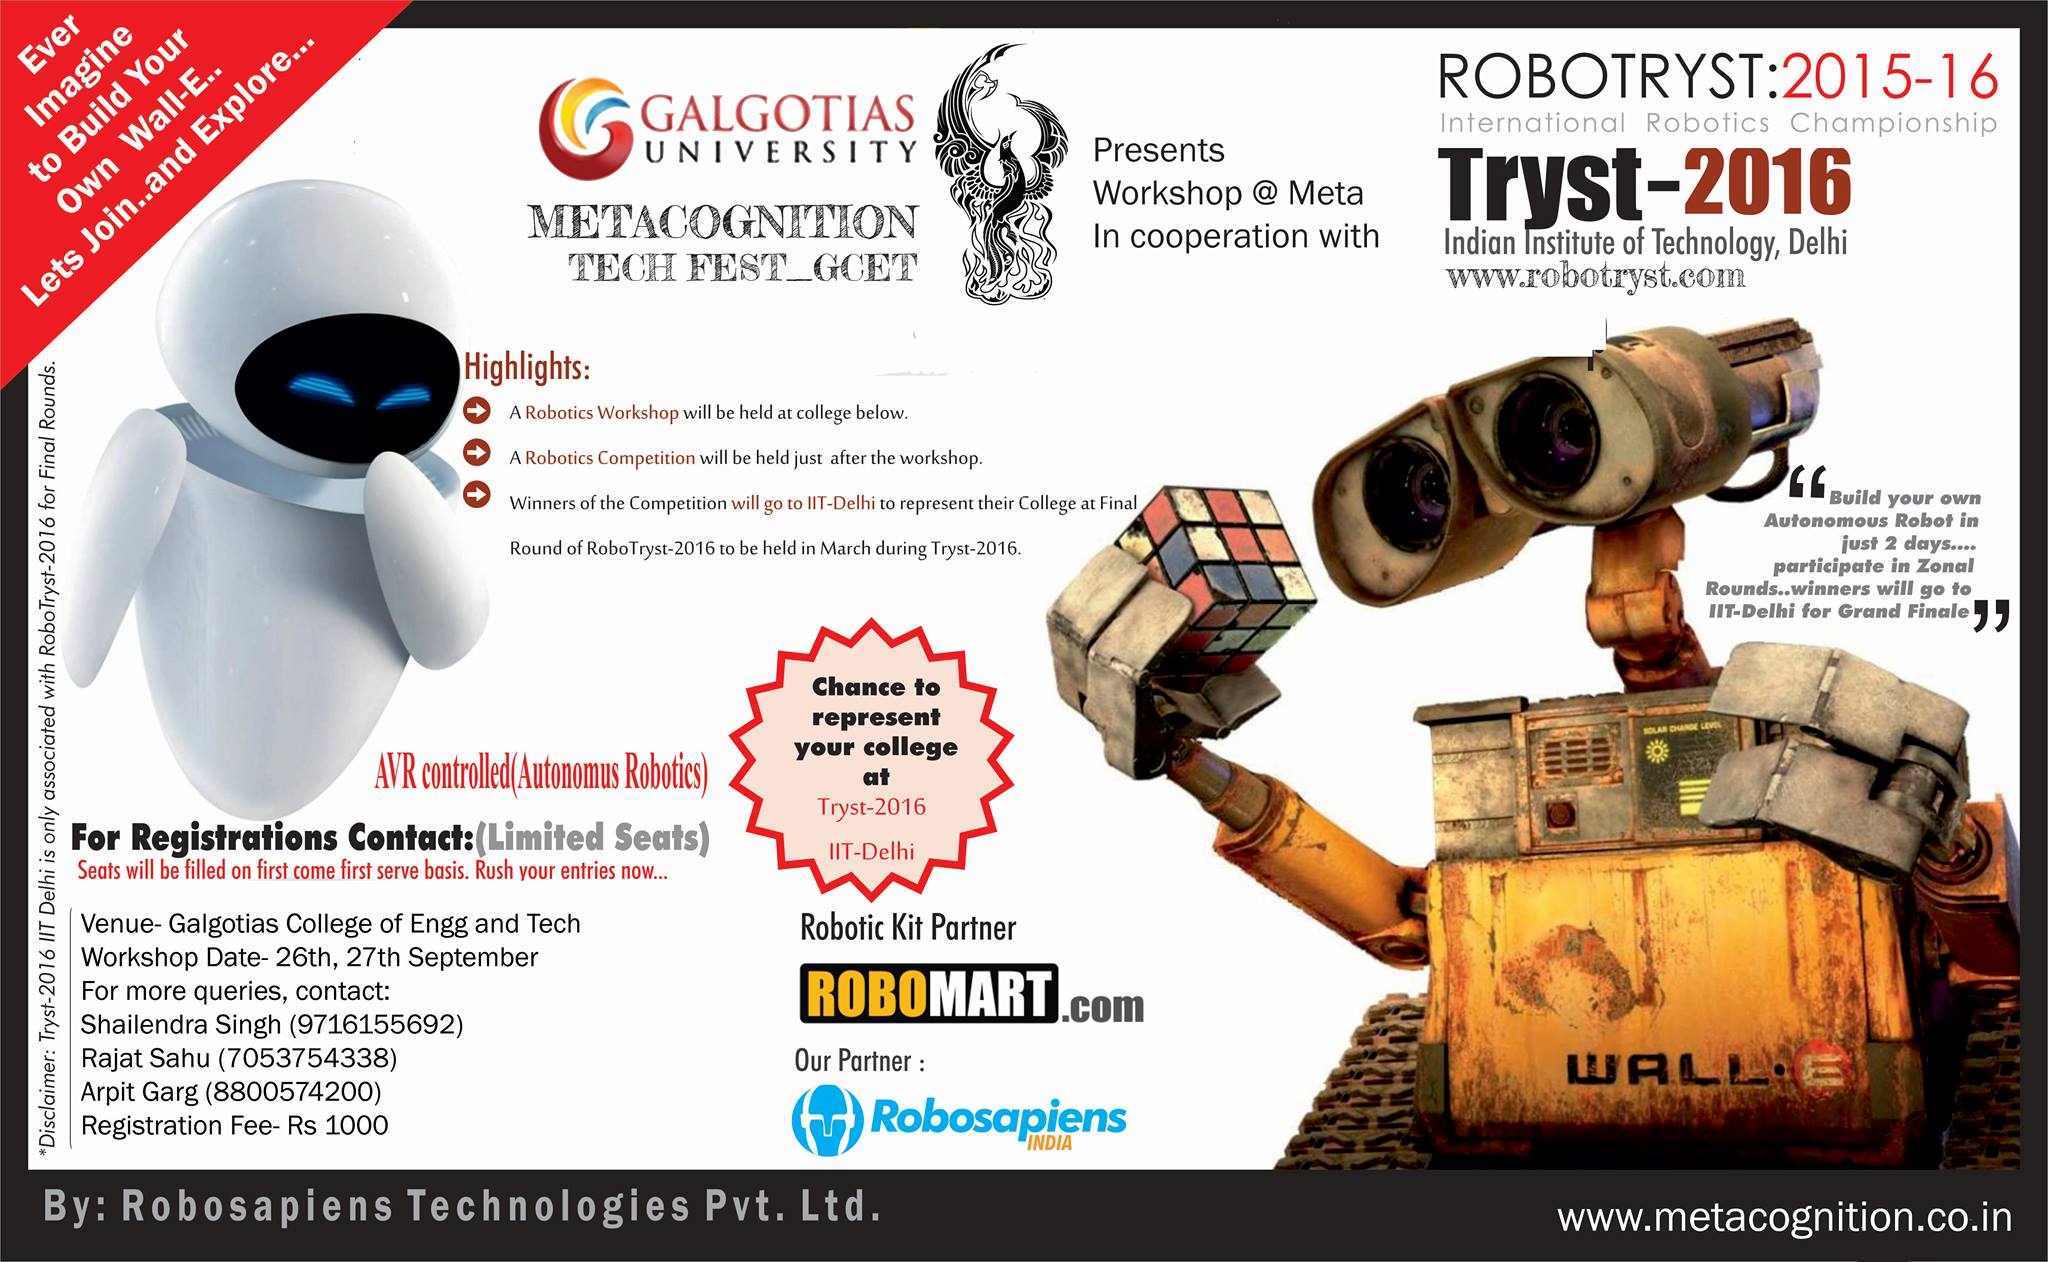 Ever
Imagine
to Build Your
Own Wall-E..
Lets Join..and Explore...
GALGOTIAS
UNIVERSITY
METACOGNITION
TECH FEST_GCET
Presents
Workshop @ Meta
In cooperation with
ROBOTRYST:2015-16
International Robotics Championship
Tryst-2016
Indian Institute of Technology, Delhi
www.robotryst.com
Highlights:
A Robotics Workshop will be held at college below.
A Robotics Competition will be held just after the workshop.
Winners of the Competition will go to IIT-Delhi to represent their College at Final
Round of RoboTryst-2016 to be held in March during Tryst-2016.
“Build your own
Autonomous Robot in
just 2 days....
participate in Zonal
Rounds..winners will go to
IIT-Delhi for Grand Finale”
SOLAR CHARGE LEVEL
WALL•E
Chance to
represent
your college
at
Tryst-2016
IIT-Delhi
AVR controlled(Autonomus Robotics)
For Registrations Contact:(Limited Seats)
Seats will be filled on first come first serve basis. Rush your entries now...
Venue- Galgotias College of Engg and Tech
Workshop Date- 26th, 27th September
For more queries, contact:
Shailendra Singh (9716155692)
Rajat Sahu (7053754338)
Arpit Garg (8800574200)
Registration Fee- Rs 1000
Robotic Kit Partner
ROBOMART.com
Our Partner :
Robosapiens
INDIA
*Disclaimer: Tryst-2016 IIT Delhi is only associated with RoboTryst-2016 for Final Rounds.
By: Robosapiens Technologies Pvt. Ltd.
www.metacognition.co.in